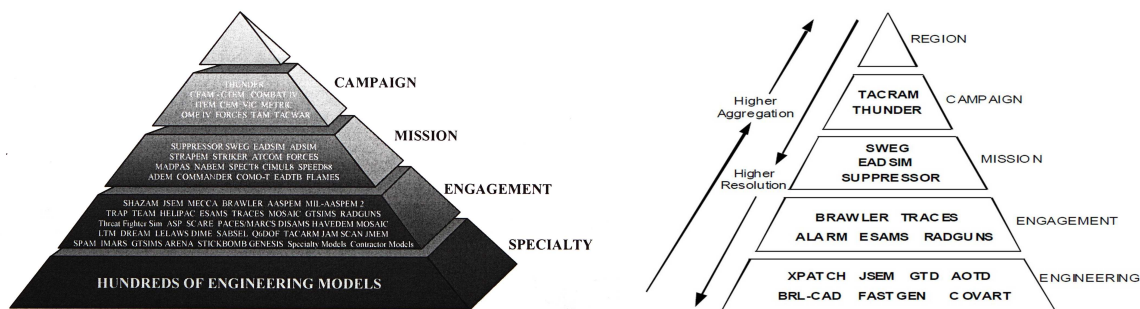 THUNDER
CFAM - GTEM COMBAT IV
ITEM CEM VIC METRIC
OME IV FORCES TAM TACWAR
CAMPAIGN
SUPPRESSOR SWEG EADSIM ADSIM
STRAPEM STRIKER ATCOM FORCES
MADPAS NABEM SPECT8 CIMUL8 SPEED88
ADEM COMMANDER COMO-T EADTB FLAMES
MISSION
SHAZAM JSEM MECCA BRAWLER AASPEM MIL-AASPEM 2
TRAP TEAM HELIPAC ESAMS TRACES MOSAIC GTSIMS RADGUNS
Threat Fighter Sim ASP SCARE PACES/MARCS DISAMS HAVEDEM MOSAIC
LTM DREAM LELAWS DIME SABSEL Q6DOF TACARM JAM SCAN JMEM
SPAM IMARS GTSIMS ARENA STICKBOMB GENESIS Specialty Models Contractor Models
ENGAGEMENT
HUNDREDS OF ENGINEERING MODELS
SPECIALTY
Higher
Aggregation
Higher
Resolution
REGION
TACRAM
THUNDER
CAMPAIGN
SWEG
EADSIM
SUPPRESSOR
MISSION
BRAWLER TRACES
ALARM ESAMS RADGUNS
ENGAGEMENT
XPATCH JSEM GTD AOTD
BRL-CAD FASTGEN COVART
ENGINEERING